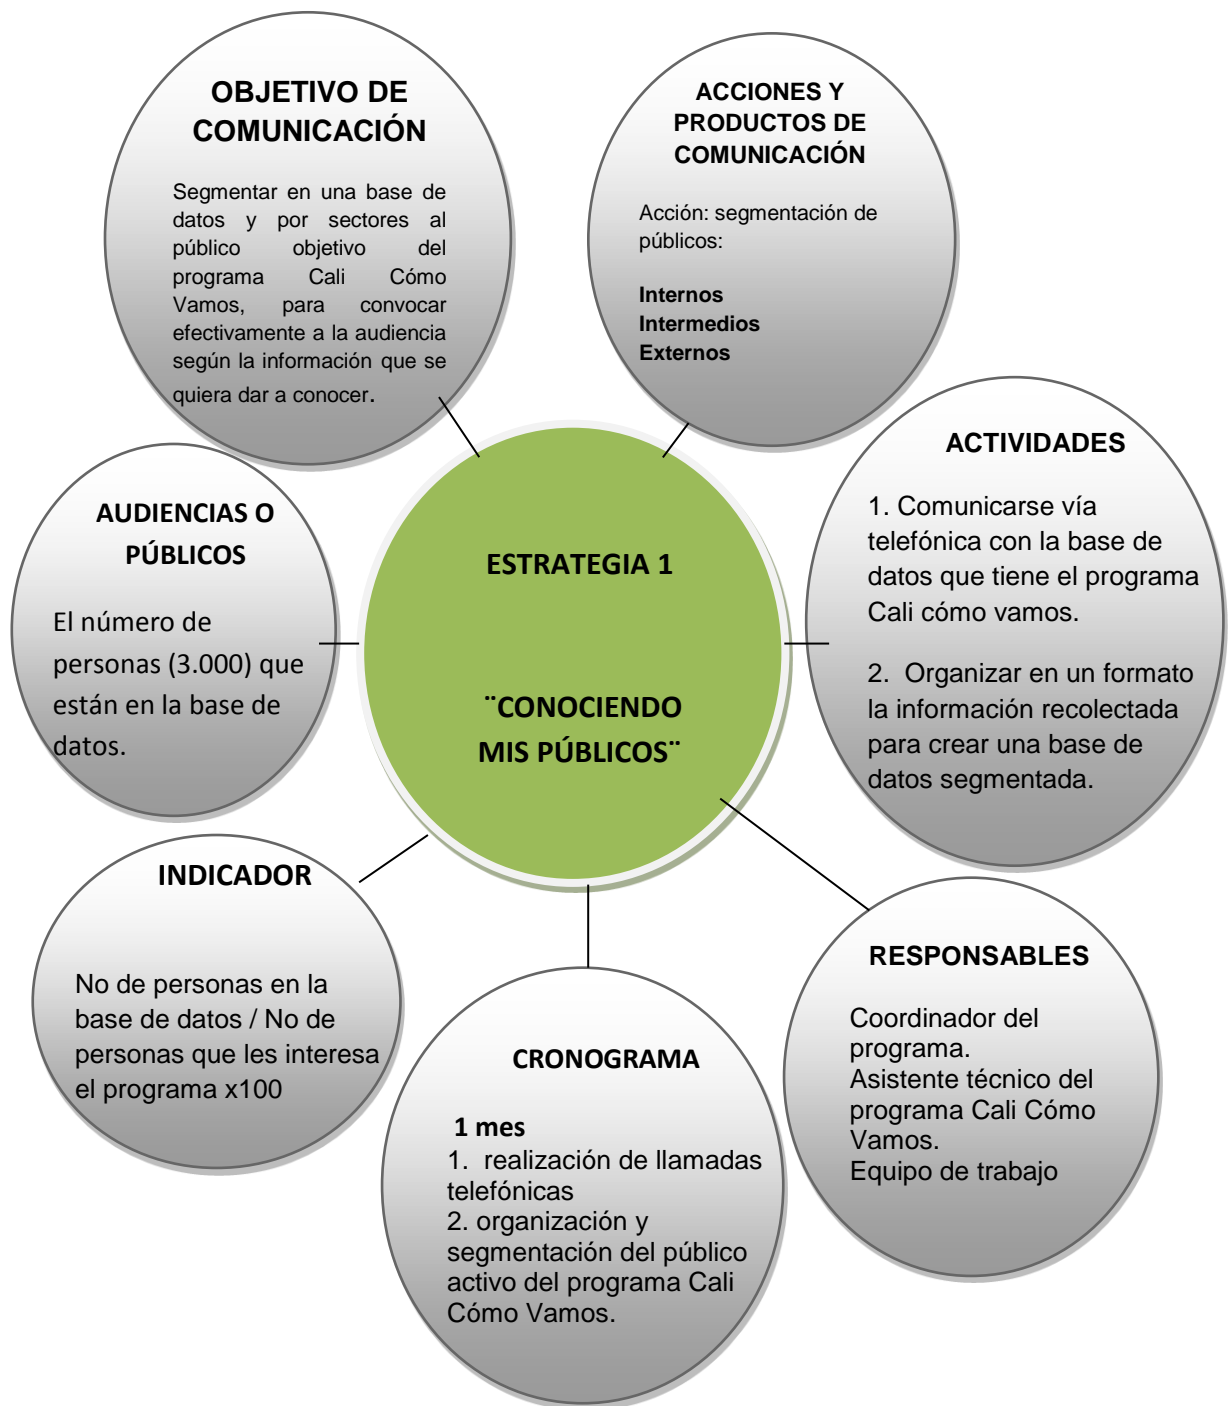 OBJETIVO DE
COMUNICACIÓN
Segmentar en una base de
datos y por sectores al
público objetivo del
programa Cali Cómo
Vamos, para convocar
efectivamente a la audiencia
según la información que se
quiera dar a conocer.
ACCIONES Y
PRODUCTOS DE
COMUNICACIÓN
Acción: segmentación de
públicos:
Internos
Intermedios
Externos
ACTIVIDADES
1. Comunicarse vía
telefónica con la base de
datos que tiene el programa
Cali cómo vamos.
2. Organizar en un formato
la información recolectada
para crear una base de
datos segmentada.
AUDIENCIAS O
PÚBLICOS
El número de
personas (3.000) que
están en la base de
datos.
ESTRATEGIA 1
¨CONOCIENDO
MIS PÚBLICOS¨
INDICADOR
No de personas en la
base de datos / No de
personas que les interesa
el programa x100
CRONOGRAMA
1 mes
1. realización de llamadas
telefónicas
2. organización y
segmentación del público
activo del programa Cali
Cómo Vamos.
RESPONSABLES
Coordinador del
programa.
Asistente técnico del
programa Cali Cómo
Vamos.
Equipo de trabajo